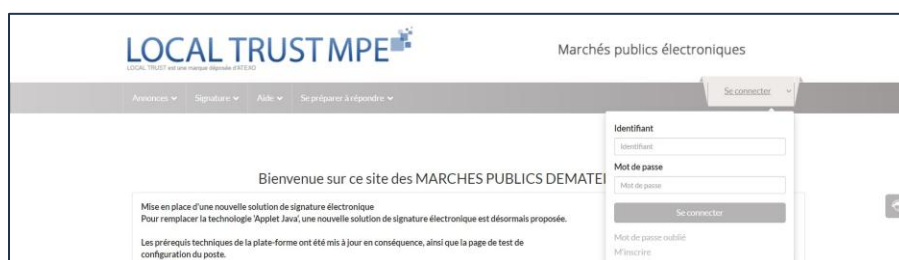 LOCAL TRUST MPE
LOCAL TRUST est une marque déposée d'ATEXO
Marchés publics électroniques
Annonces
Signature
Aide
Se préparer à répondre
Se connecter
Identifiant
Identifiant
Mot de passe
Mot de passe
Se connecter
Mot de passe oublié
M'inscrire
Bienvenue sur ce site des MARCHES PUBLICS DEMATE
Mise en place d'une nouvelle solution de signature électronique
Pour remplacer la technologie 'Applet Java', une nouvelle solution de signature électronique est désormais proposée.
Les prérequis techniques de la plate-forme ont été mis à jour en conséquence, ainsi que la page de test de
configuration du poste.